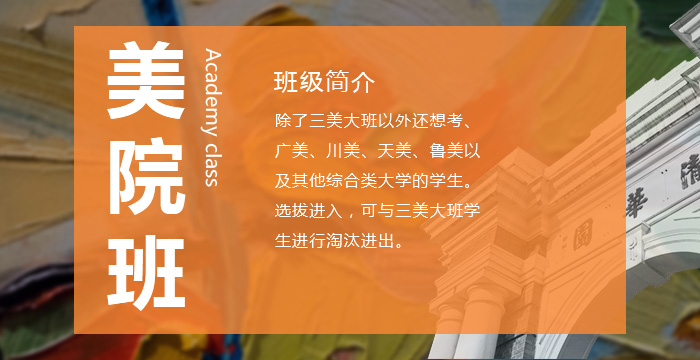 美院班
Academy class
班级简介
除了三美大班以外还想考、
广美、川美、天美、鲁美以
及其他综合类大学的学生。
选拔进入，可与三美大班学
生进行淘汰进出。
清
華
園